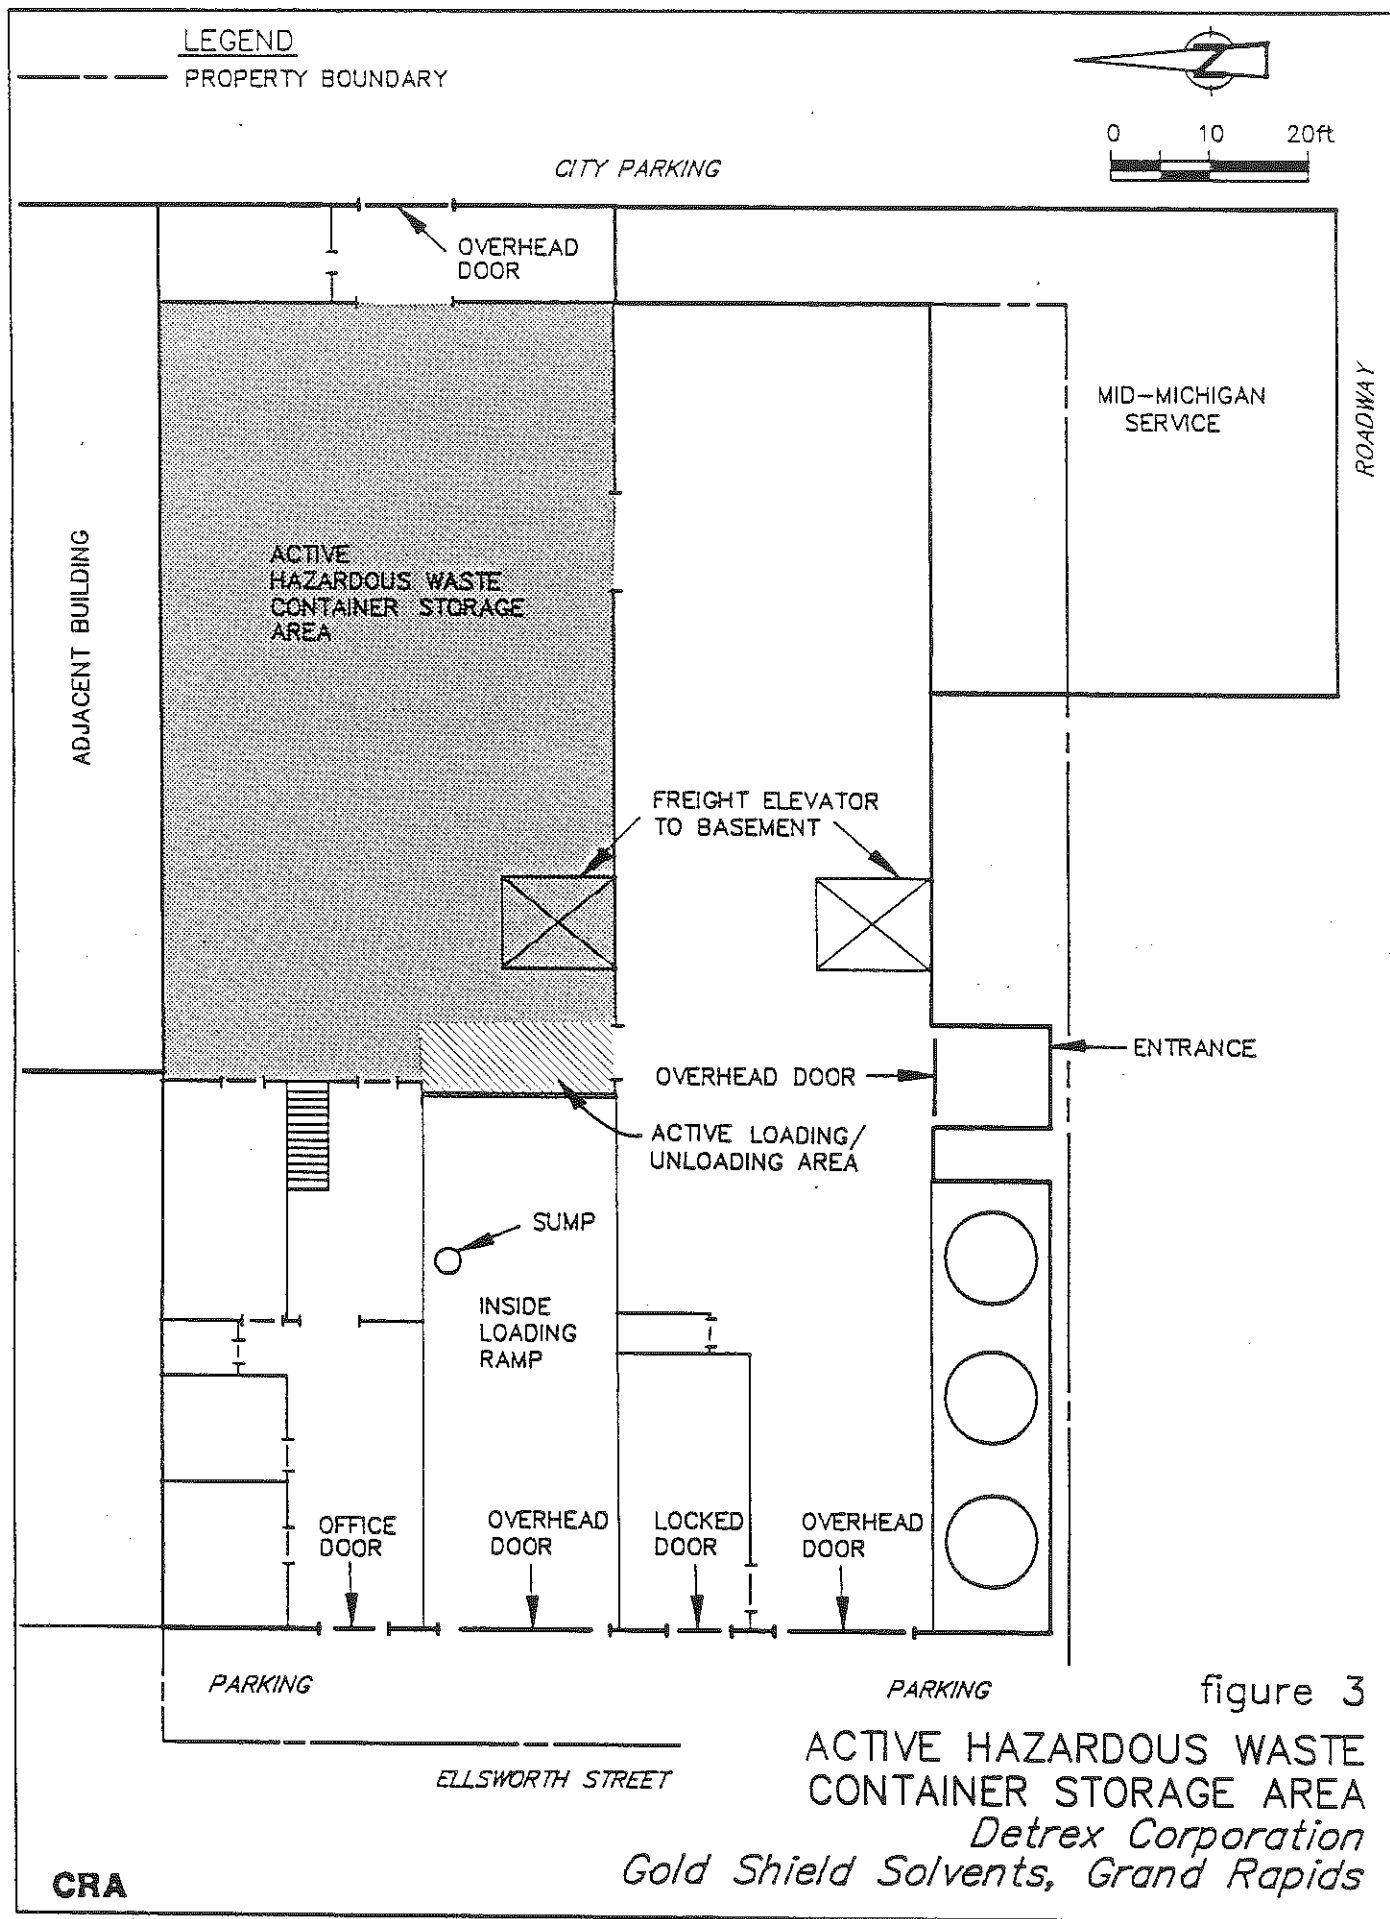 LEGEND
PROPERTY BOUNDARY
Z
0 10 20ft
CITY PARKING
OVERHEAD
DOOR
MID-MICHIGAN
SERVICE
ROADWAY
ADJACENT BUILDING
ACTIVE
HAZARDOUS WASTE
CONTAINER STORAGE
AREA
FREIGHT ELEVATOR
TO BASEMENT
ENTRANCE
OVERHEAD DOOR
ACTIVE LOADING/
UNLOADING AREA
SUMP
INSIDE
LOADING
RAMP
OFFICE
DOOR
OVERHEAD
DOOR
LOCKED
DOOR
OVERHEAD
DOOR
PARKING
PARKING
ELLSWORTH STREET
figure 3
ACTIVE HAZARDOUS WASTE
CONTAINER STORAGE AREA
Detrex Corporation
Gold Shield Solvents, Grand Rapids
CRA